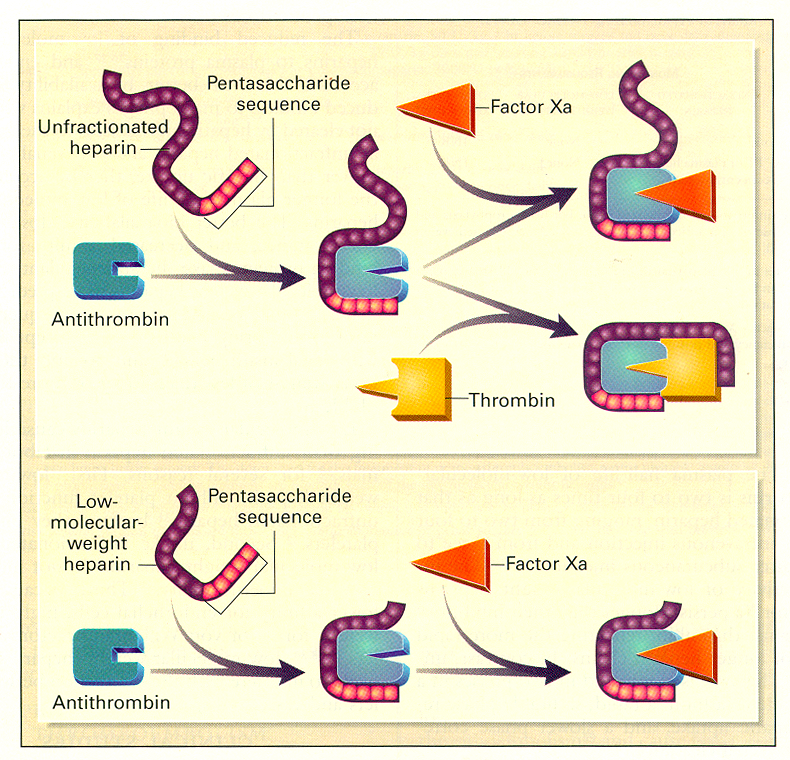 Pentasaccharide
sequence
Factor Xa
Unfractionated
heparin
Antithrombin
Thrombin
Low-
molecular-
weight
heparin
Pentasaccharide
sequence
Factor Xa
Antithrombin